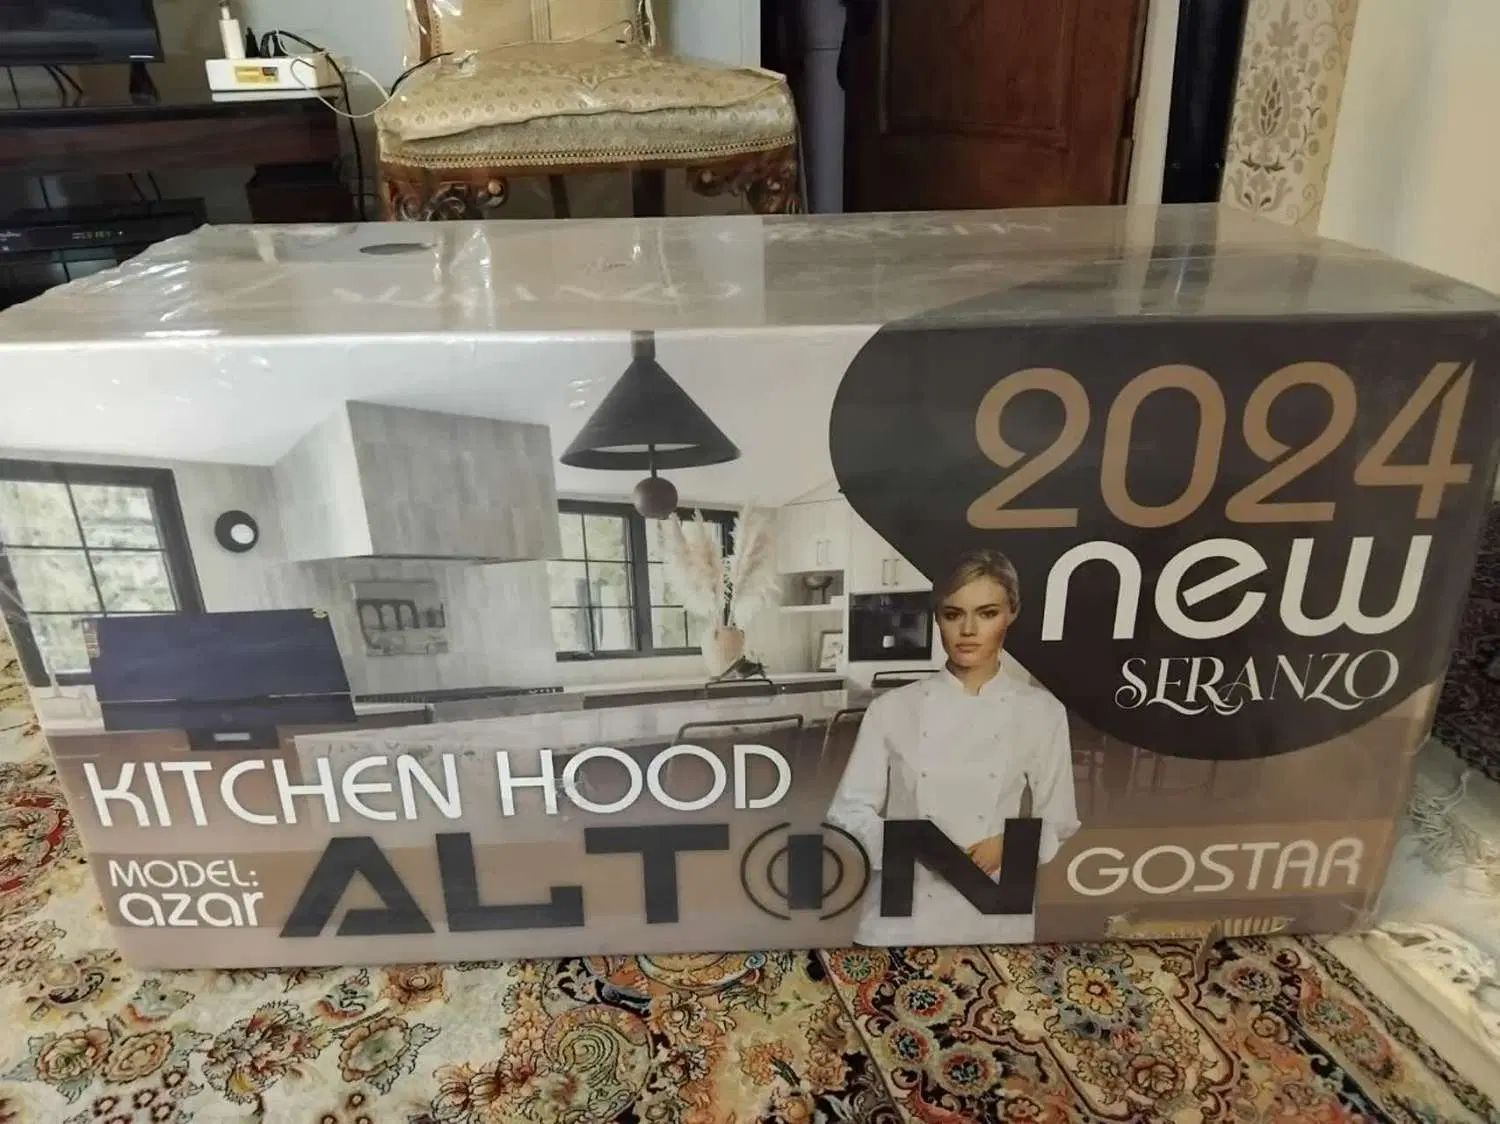 2024
new
SERANZO
KITCHEN HOOD
MODEL:
azar
ALTON
GOSTAR